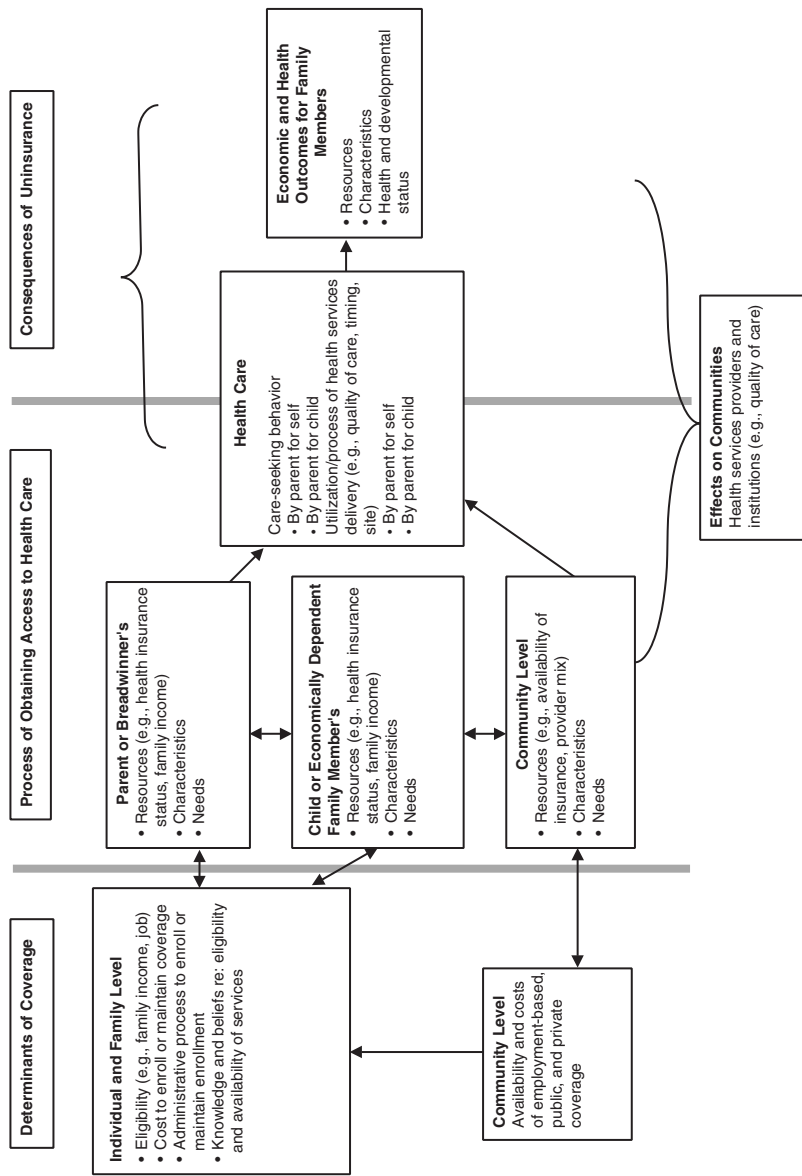 Determinants of Coverage
Process of Obtaining Access to Health Care
Consequences of Uninsurance
Individual and Family Level
• Eligibility (e.g., family income, job)
• Cost to enroll or maintain coverage
• Administrative process to enroll or
maintain enrollment
• Knowledge and beliefs re: eligibility
and availability of services
Community Level
Availability and costs
of employment-based,
public, and private
coverage
Parent or Breadwinner's
• Resources (e.g., health insurance
status, family income)
• Characteristics
• Needs
Child or Economically Dependent
Family Member's
• Resources (e.g., health insurance
status, family income)
• Characteristics
• Needs
Community Level
• Resources (e.g., availability of
insurance, provider mix)
• Characteristics
• Needs
Health Care
Care-seeking behavior
• By parent for self
• By parent for child
Utilization/process of health services
delivery (e.g., quality of care, timing,
site)
• By parent for self
• By parent for child
Economic and Health
Outcomes for Family
Members
• Resources
• Characteristics
• Health and developmental
status
Effects on Communities
Health services providers and
institutions (e.g., quality of care)